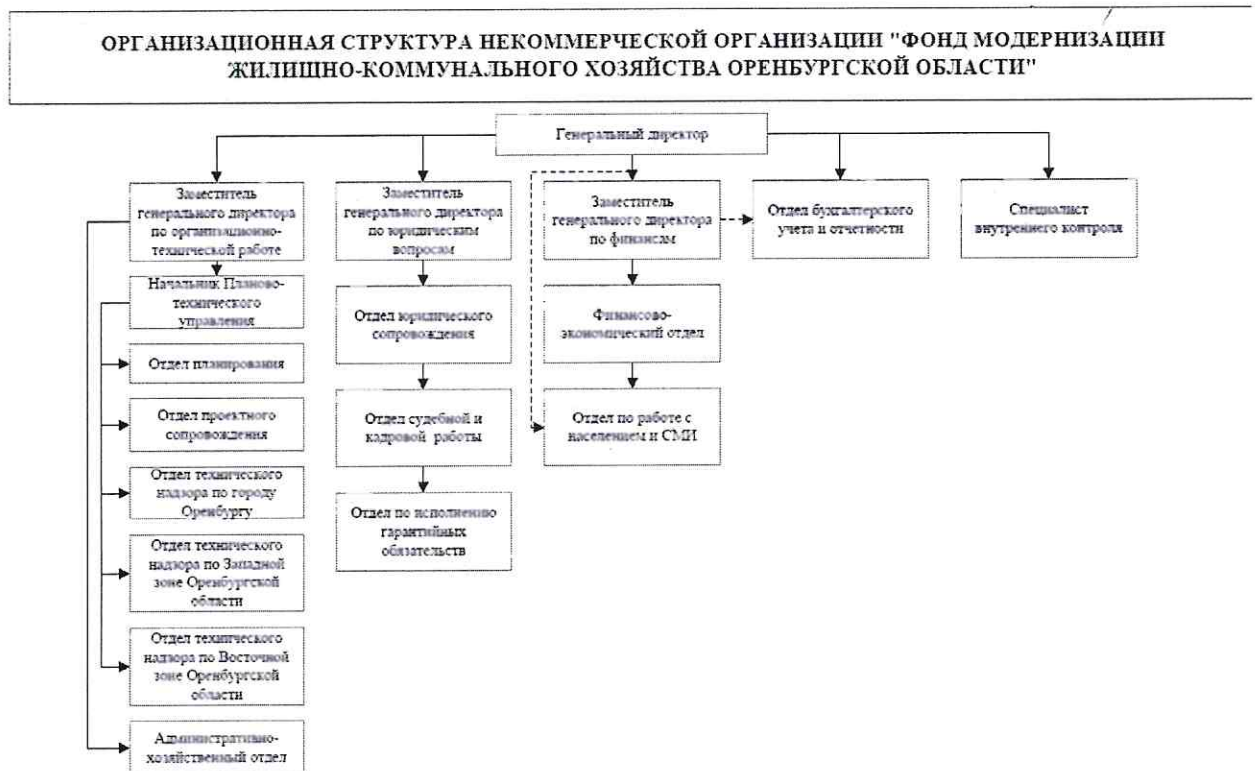 ОРГАНИЗАЦИОННАЯ СТРУКТУРА НЕКОММЕРЧЕСКОЙ ОРГАНИЗАЦИИ "ФОНД МОДЕРНИЗАЦИИ
ЖИЛИШНО-КОММУНАЛЬНОГО ХОЗЯЙСТВА ОРЕНБУРГСКОЙ ОБЛАСТИ"
Генеральный директор
Заместитель
генерального директора
по организационно-
технической работе
Заместитель
генерального директора
по юридическим
вопросам
Заместитель
генерального директора
по финансам
Отдел бухгалтерского
учета и отчетности
Специалист
внутреннего контроля
Начальник Планово-
технического
управления
Отдел планирования
Отдел проектного
сопровождения
Отдел технического
надзора по городу
Оренбургу
Отдел технического
надзора по Западной
зоне Оренбургской
области
Отдел технического
надзора по Восточной
зоне Оренбургской
области
Административно-
хозяйственный отдел
Отдел юридического
сопровождения
Отдел судебной и
кадровой работы
Отдел по исполнению
гарантийных
обязательств
Финансово-
экономический отдел
Отдел по работе с
населением и СМИ